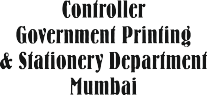 Controller
Government Printing
& Stationery Department
Mumbai